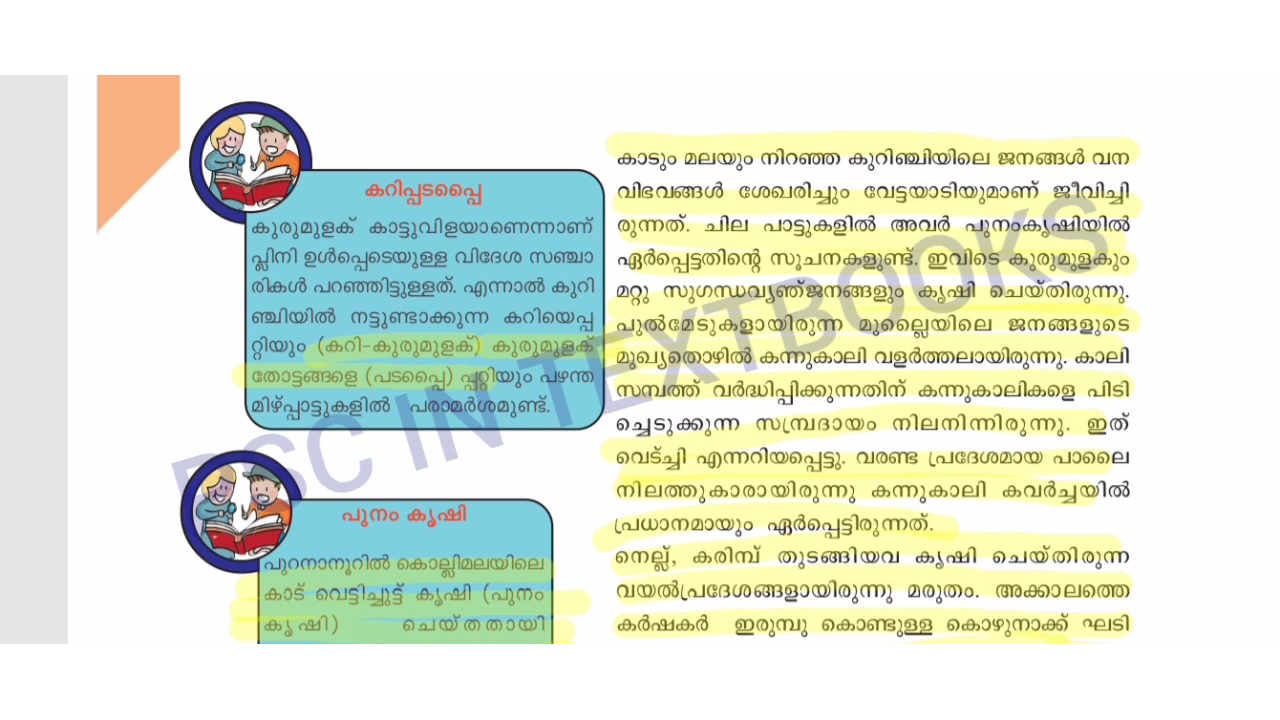 കറിപ്പടപ്പൈ
കുരുമുളക് കാട്ടുവിളയാണെന്നാണ്
പ്ലിനി ഉൾപ്പെടെയുള്ള വിദേശ സഞ്ചാ
രികൾ പറഞ്ഞിട്ടുള്ളത്. എന്നാൽ കുറി
ഞ്ചിയിൽ നട്ടുണ്ടാക്കുന്ന കറിയെപ്പ
റ്റിയും (കറി-കുരുമുളക്) കുരുമുളക്
തോട്ടങ്ങളെ (പടപ്പൈ) പ്പറ്റിയും പഴന്ത
മിഴ്പ്പാട്ടുകളിൽ പരാമർശമുണ്ട്.
പുനം കൃഷി
പുറനാനൂറിൽ കൊല്ലിമലയിലെ
കാട് വെട്ടിച്ചുട്ട് കൃഷി (പുനം
കൃഷി) ചെയ്തതായി
കാടും മലയും നിറഞ്ഞ കുറിഞ്ചിയിലെ ജനങ്ങൾ വന
വിഭവങ്ങൾ ശേഖരിച്ചും വേട്ടയാടിയുമാണ് ജീവിച്ചി
രുന്നത്. ചില പാട്ടുകളിൽ അവർ പുനംകൃഷിയിൽ
ഏർപ്പെട്ടതിന്റെ സൂചനകളുണ്ട്. ഇവിടെ കുരുമുളകും
മറ്റു സുഗന്ധവ്യഞ്ജനങ്ങളും കൃഷി ചെയ്തിരുന്നു.
പുൽമേടുകളായിരുന്ന മുല്ലൈയിലെ ജനങ്ങളുടെ
മുഖ്യതൊഴിൽ കന്നുകാലി വളർത്തലായിരുന്നു. കാലി
സമ്പത്ത് വർദ്ധിപ്പിക്കുന്നതിന് കന്നുകാലികളെ പിടി
ച്ചെടുക്കുന്ന സമ്പ്രദായം നിലനിന്നിരുന്നു. ഇത്
വെട്ച്ചി എന്നറിയപ്പെട്ടു. വരണ്ട പ്രദേശമായ പാലൈ
നിലത്തുകാരായിരുന്നു കന്നുകാലി കവർച്ചയിൽ
പ്രധാനമായും ഏർപ്പെട്ടിരുന്നത്.
നെല്ല്, കരിമ്പ് തുടങ്ങിയവ കൃഷി ചെയ്തിരുന്ന
വയൽപ്രദേശങ്ങളായിരുന്നു മരുതം. അക്കാലത്തെ
കർഷകർ ഇരുമ്പു കൊണ്ടുള്ള കൊഴുനാക്ക് ഘടി
PSC IN TEXTBOOKS